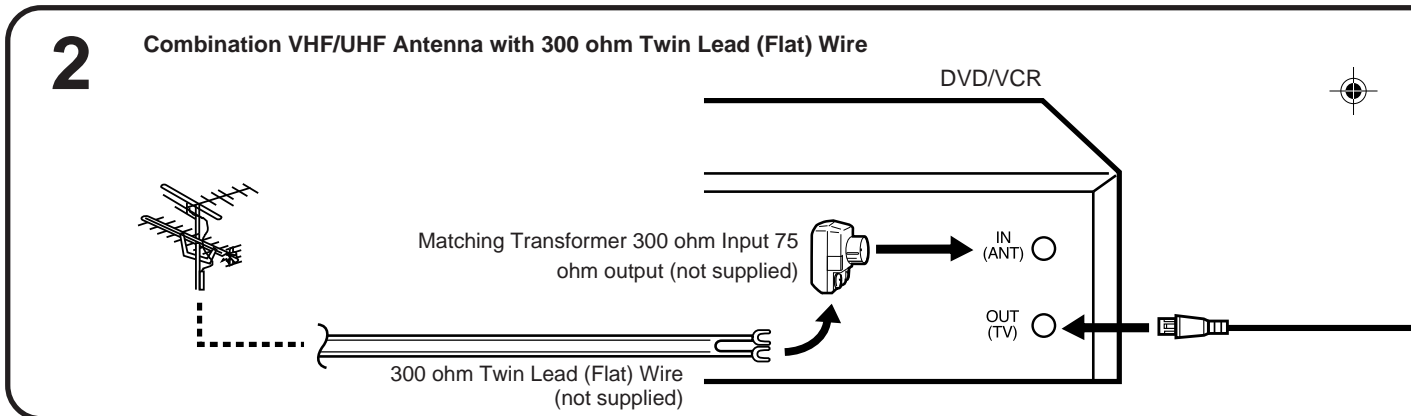 2
Combination VHF/UHF Antenna with 300 ohm Twin Lead (Flat) Wire
DVD/VCR
Matching Transformer 300 ohm Input 75
ohm output (not supplied)
IN
(ANT)
OUT
(TV)
300 ohm Twin Lead (Flat) Wire
(not supplied)